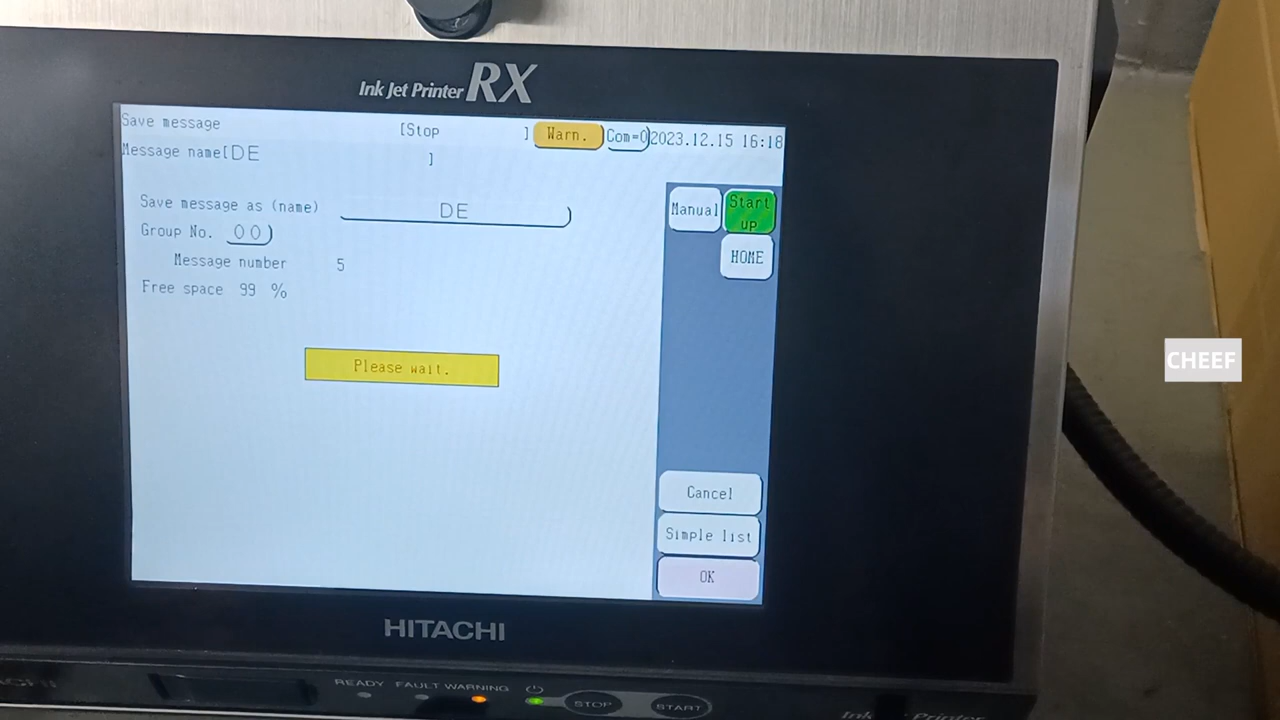 Ink Jet Printer RX
Save message [Stop ] Warn. Com=0 2023.12.15 16:18
Message name[DE ]
Manual Start up
Save message as (name) DE
Group No. 00
HOME
Message number 5
Free space 99 %
Please wait.
Cancel
Simple list
OK
CHEEF
HITACHI
READY FAULT WARNING
STOP START
Ink Printer